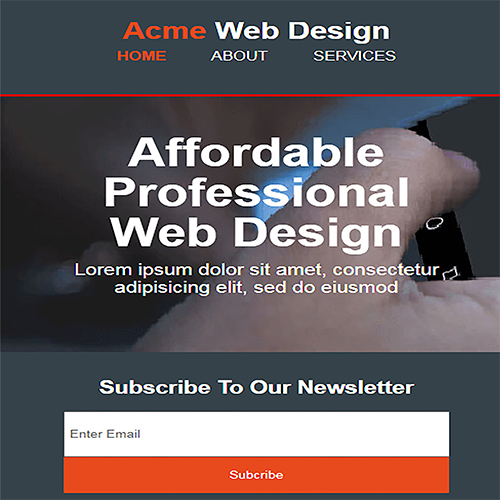 Acme Web Design
HOME ABOUT SERVICES
Affordable
Professional
Web Design
Lorem ipsum dolor sit amet, consectetur
adipisicing elit, sed do eiusmod
Subscribe To Our Newsletter
Enter Email
Subcribe